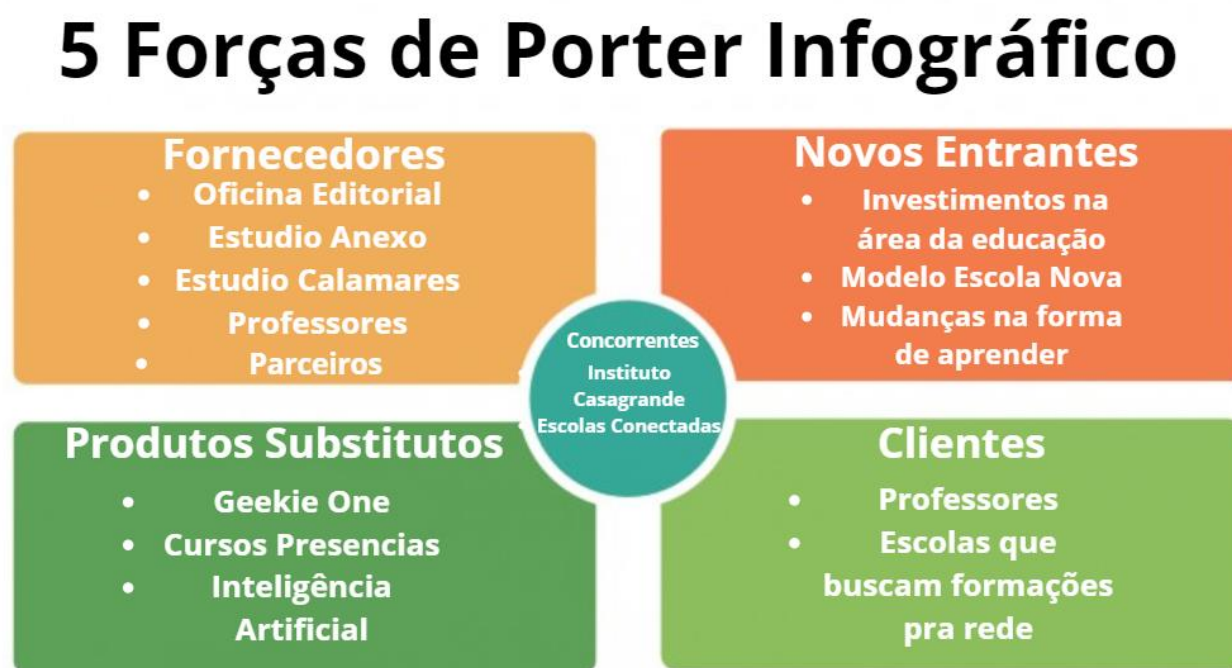 5 Forças de Porter Infográfico
Fornecedores
• Oficina Editorial
• Estudio Anexo
• Estudio Calamares
• Professores
• Parceiros
Novos Entrantes
• Investimentos na
área da educação
• Modelo Escola Nova
• Mudanças na forma
de aprender
Concorrentes
• Instituto
Casagrande
• Escolas Conectadas
Produtos Substitutos
• Geekie One
• Cursos Presencias
• Inteligência
Artificial
Clientes
• Professores
• Escolas que
buscam formações
pra rede